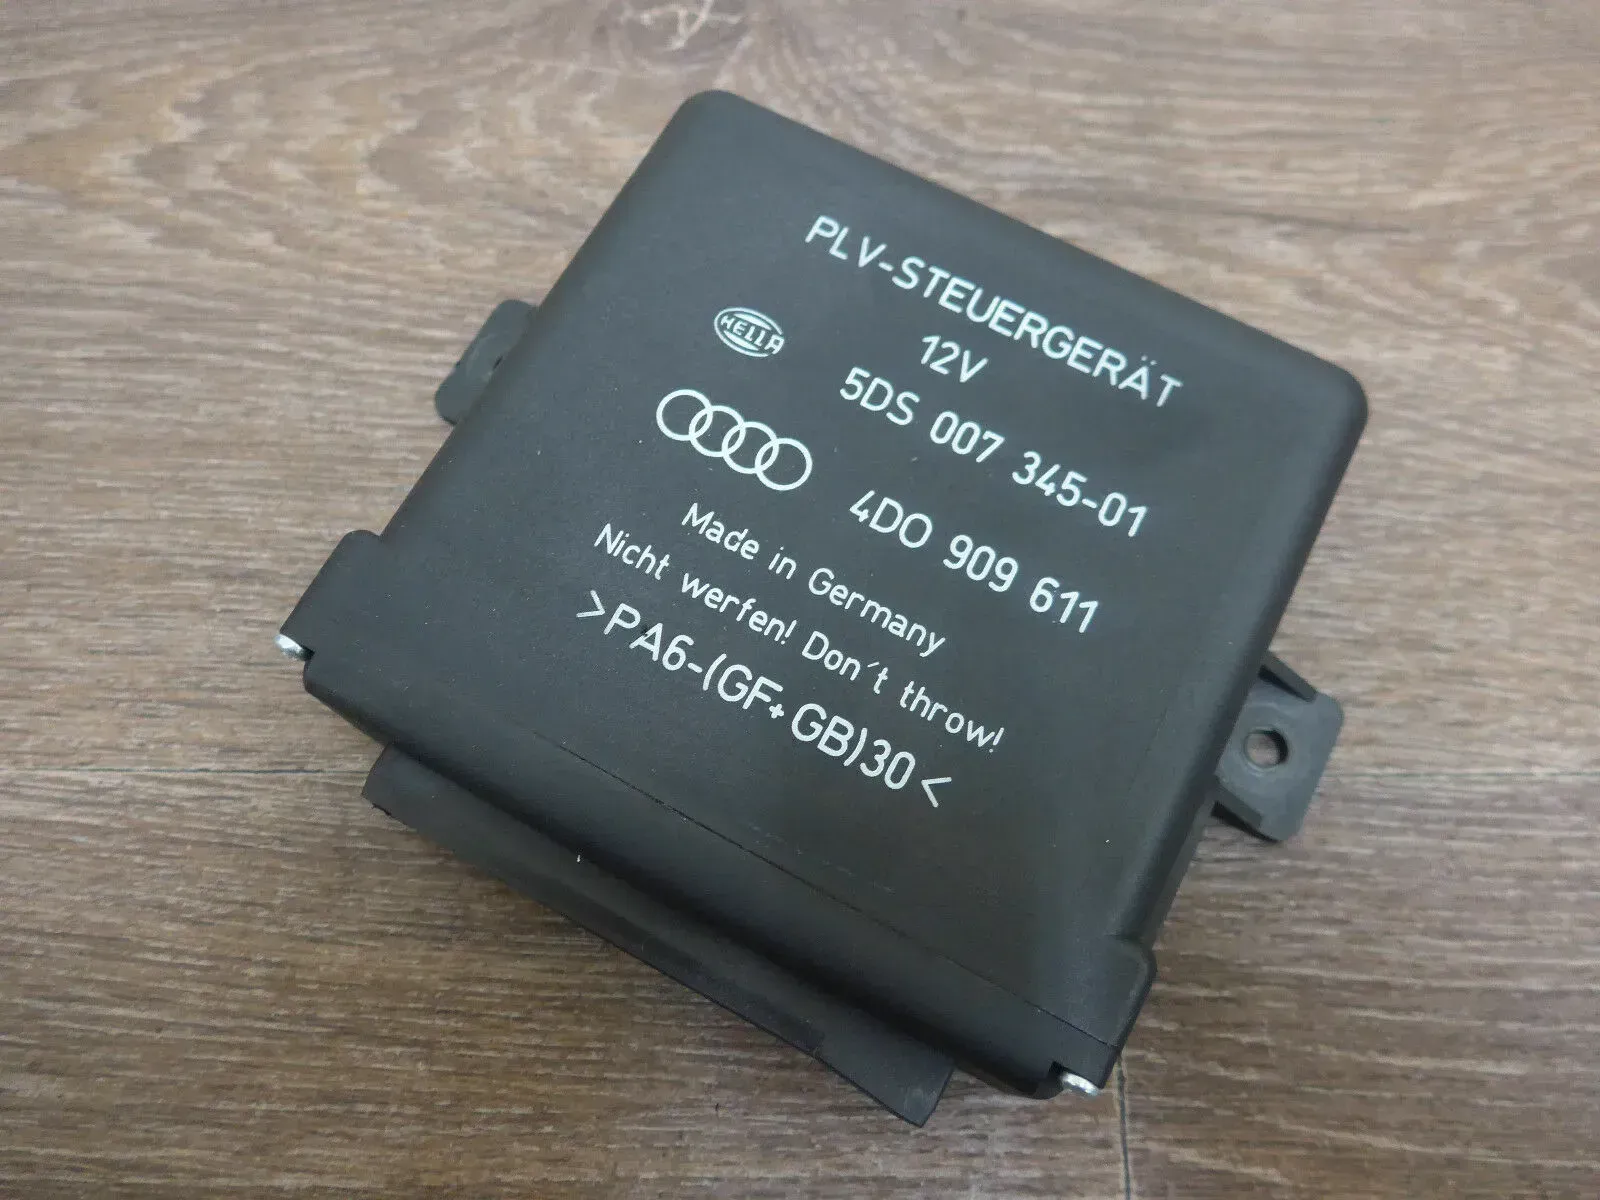 PLV-STEUERGERÄT
12V
HELLA
5DS 007 345-01
4D0 909 611
Made in Germany
Nicht werfen! Don´t throw!
>PA6-(GF+GB)30<